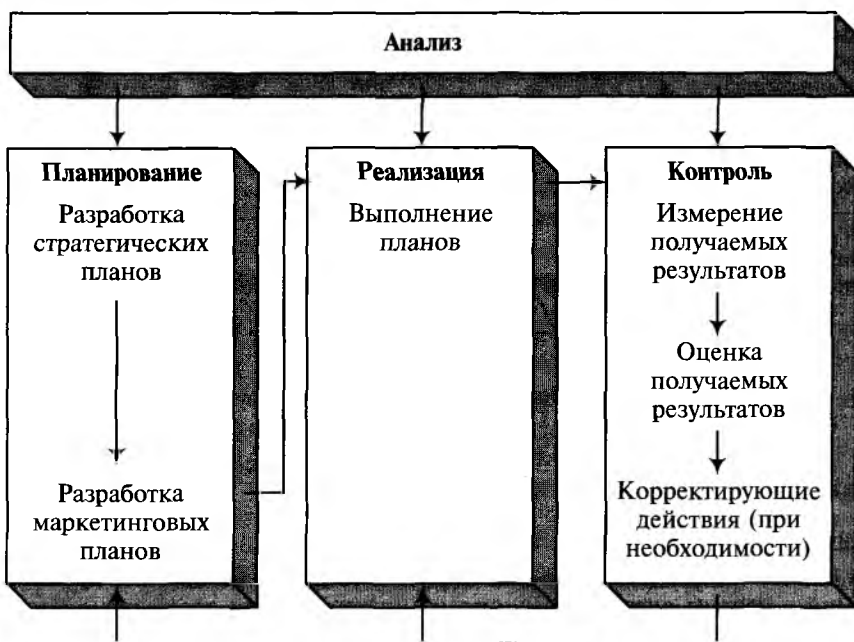 Анализ
Планирование
Разработка
стратегических
планов
Разработка
маркетинговых
планов
Реализация
Выполнение
планов
Контроль
Измерение
получаемых
результатов
Оценка
получаемых
результатов
Корректирующие
действия (при
необходимости)